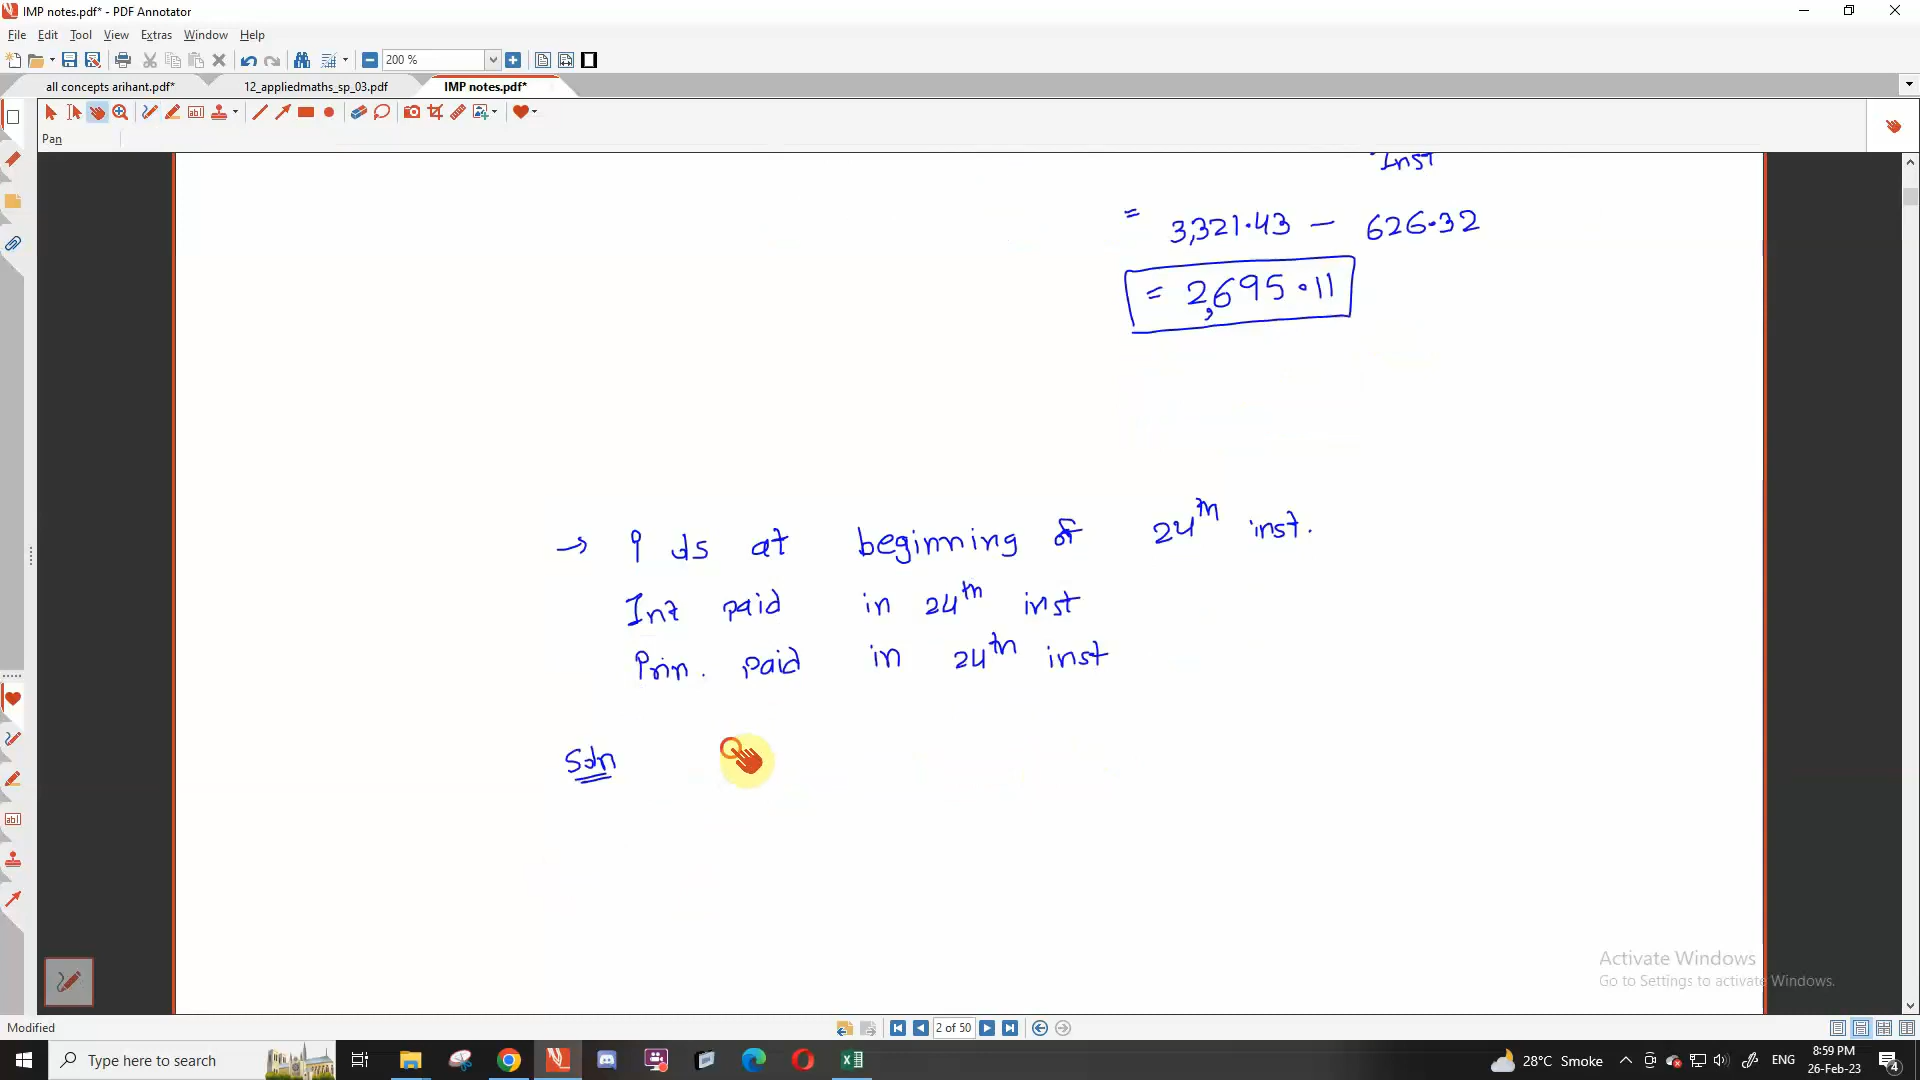 IMP notes.pdf* - PDF Annotator
File Edit Tool View Extras Window Help
200 %
all concepts arihant.pdf* 12_appliedmaths_sp_03.pdf IMP notes.pdf*
Pan
Inst
= 3,321.43 - 626.32
= 2,695.11
→ P o/s at beginning of 24th inst.
Int paid in 24th inst
Prin. paid in 24th inst
Soln
Activate Windows
Go to Settings to activate Windows.
Modified
2 of 50
Type here to search
28°C Smoke
ENG
8:59 PM
26-Feb-23
4